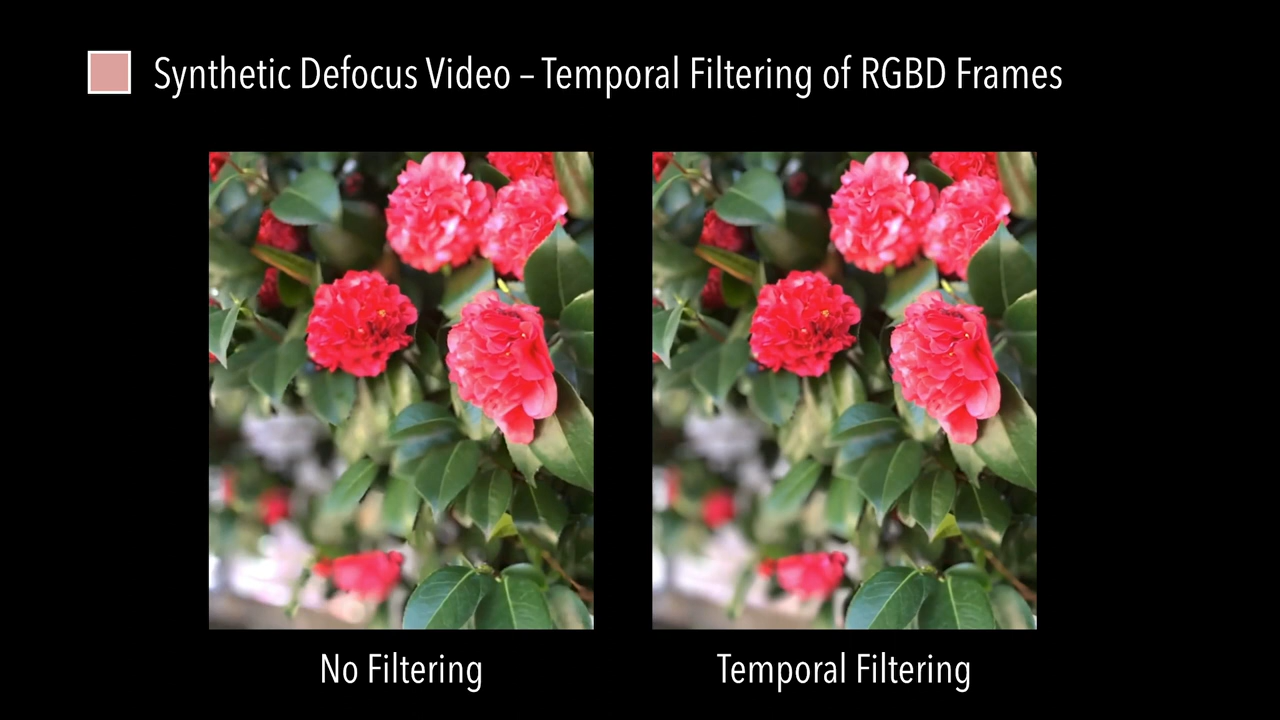 Synthetic Defocus Video – Temporal Filtering of RGBD Frames
No Filtering
Temporal Filtering